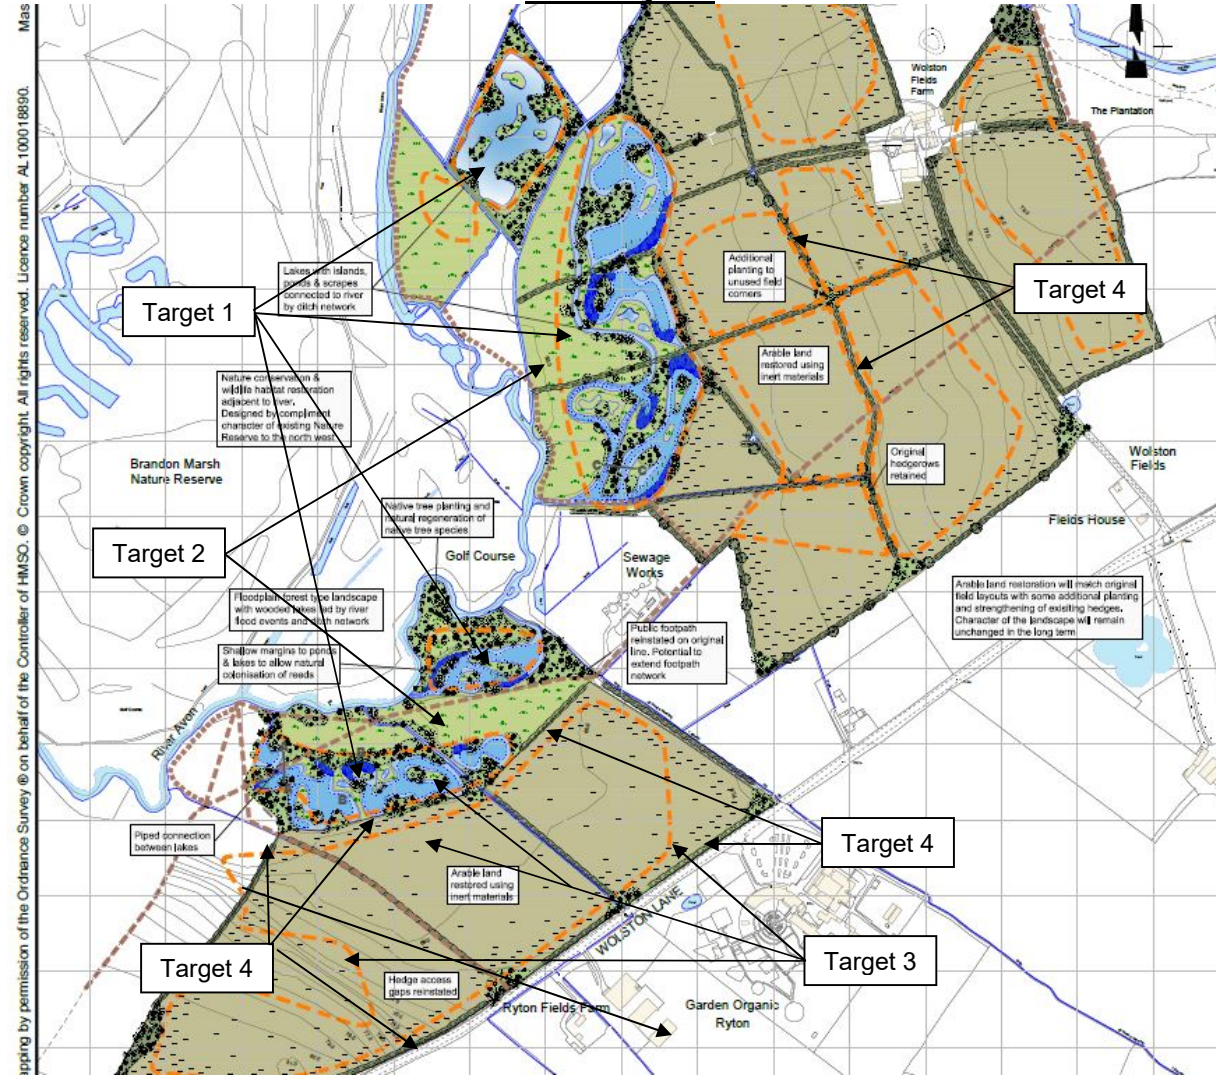 Mas
apping by permission of the Ordnance Survey ® on behalf of the Controller of HMSO. © Crown copyright. All rights reserved. Licence number AL 100018890.
Wolston
Fields
Farm
The Plantation
Lakes with islands,
ponds & scrapes
connected to river
by ditch network
Additional
planting to
unused field
corners
Target 1
Target 4
Arable land
restored using
inert materials
Nature conservation &
wildlife habitat restoration
adjacent to river.
Designed by compliment
character of existing Nature
Reserve to the north west
Original
hedgerows
retained
Wolston
Fields
Brandon Marsh
Nature Reserve
Native tree planting and
natural regeneration of
native tree species
Fields House
Target 2
Golf Course
Sewage
Works
Floodplain forest type landscape
with wooded lakes fed by river
flood events and ditch network
Arable land restoration will match original
field layouts with some additional planting
and strengthening of exisiting hedges.
Character of the landscape will remain
unchanged in the long term
Public footpath
reinstated on original
line. Potential to
extend footpath
network
Shallow margins to ponds
& lakes to allow natural
colonisation of reeds
Golf Course
River Avon
Piped connection
between lakes
Target 4
Arable land
restored using
inert materials
WOLSTON LANE
Target 4
Target 3
Hedge access
gaps reinstated
Ryton Fields Farm
Garden Organic
Ryton